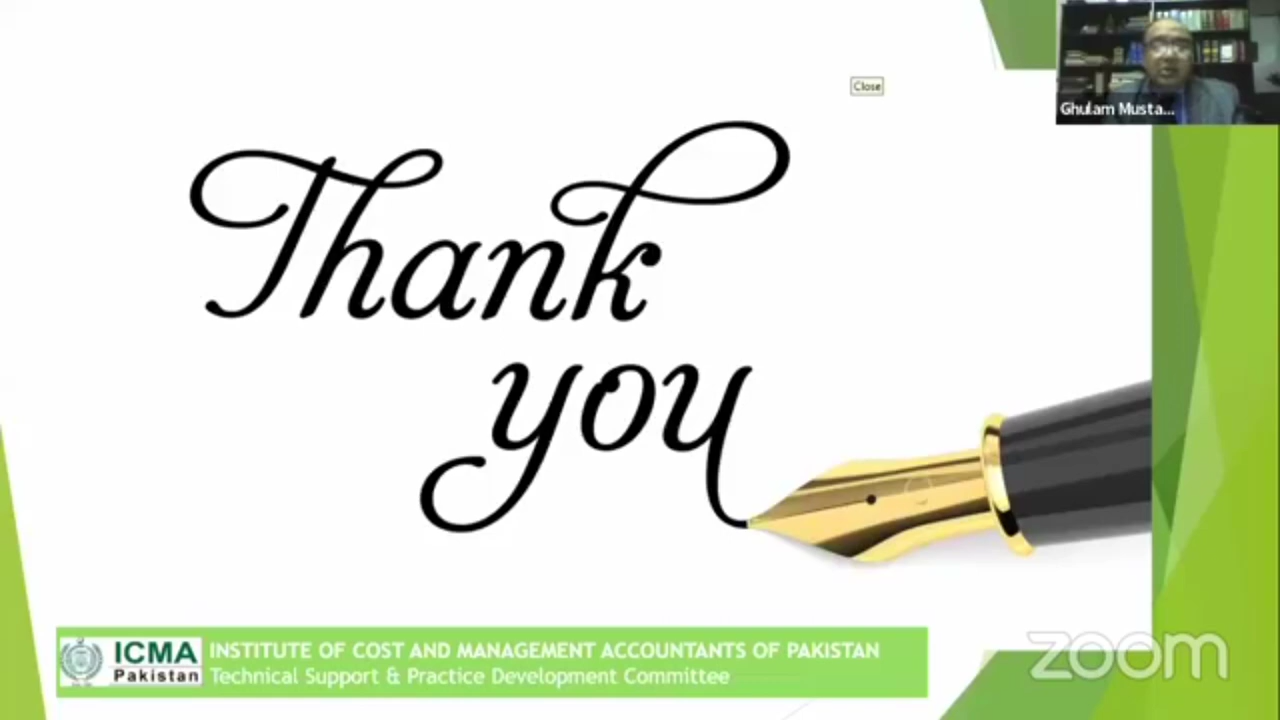 Close
Ghulam Musta...
Thank
you
ICMA
Pakistan
INSTITUTE OF COST AND MANAGEMENT ACCOUNTANTS OF PAKISTAN
Technical Support & Practice Development Committee
zoom